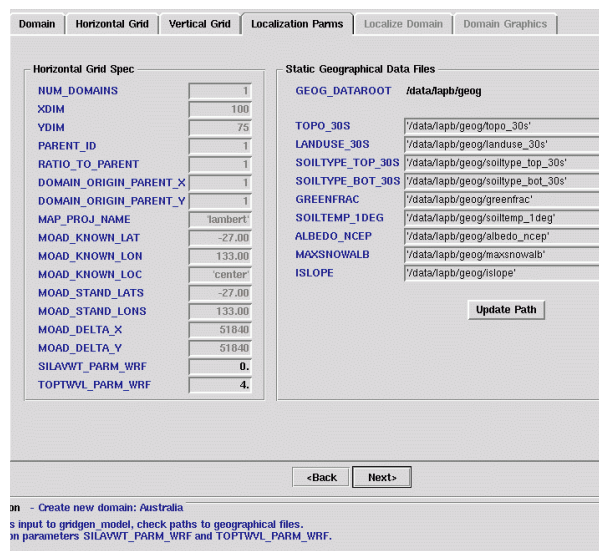 Domain Horizontal Grid Vertical Grid Localization Parms Localize Domain Domain Graphics
Horizontal Grid Spec
NUM_DOMAINS 1
XDIM 100
YDIM 75
PARENT_ID 1
RATIO_TO_PARENT 1
DOMAIN_ORIGIN_PARENT_X 1
DOMAIN_ORIGIN_PARENT_Y 1
MAP_PROJ_NAME 'lambert'
MOAD_KNOWN_LAT -27.00
MOAD_KNOWN_LON 133.00
MOAD_KNOWN_LOC 'center'
MOAD_STAND_LATS -27.00
MOAD_STAND_LONS 133.00
MOAD_DELTA_X 51840
MOAD_DELTA_Y 51840
SILAVWT_PARM_WRF 0.
TOPTWVL_PARM_WRF 4.
Static Geographical Data Files
GEOG_DATAROOT /data/lapb/geog
TOPO_30S '/data/lapb/geog/topo_30s'
LANDUSE_30S '/data/lapb/geog/landuse_30s'
SOILTYPE_TOP_30S '/data/lapb/geog/soiltype_top_30s'
SOILTYPE_BOT_30S '/data/lapb/geog/soiltype_bot_30s'
GREENFRAC '/data/lapb/geog/greenfrac'
SOILTEMP_1DEG '/data/lapb/geog/soiltemp_1deg'
ALBEDO_NCEP '/data/lapb/geog/albedo_ncep'
MAXSNOWALB '/data/lapb/geog/maxsnowalb'
ISLOPE '/data/lapb/geog/islope'
Update Path
<Back Next>
on - Create new domain: Australia
s input to gridgen_model, check paths to geographical files.
on parameters SILAVWT_PARM_WRF and TOPTWVL_PARM_WRF.